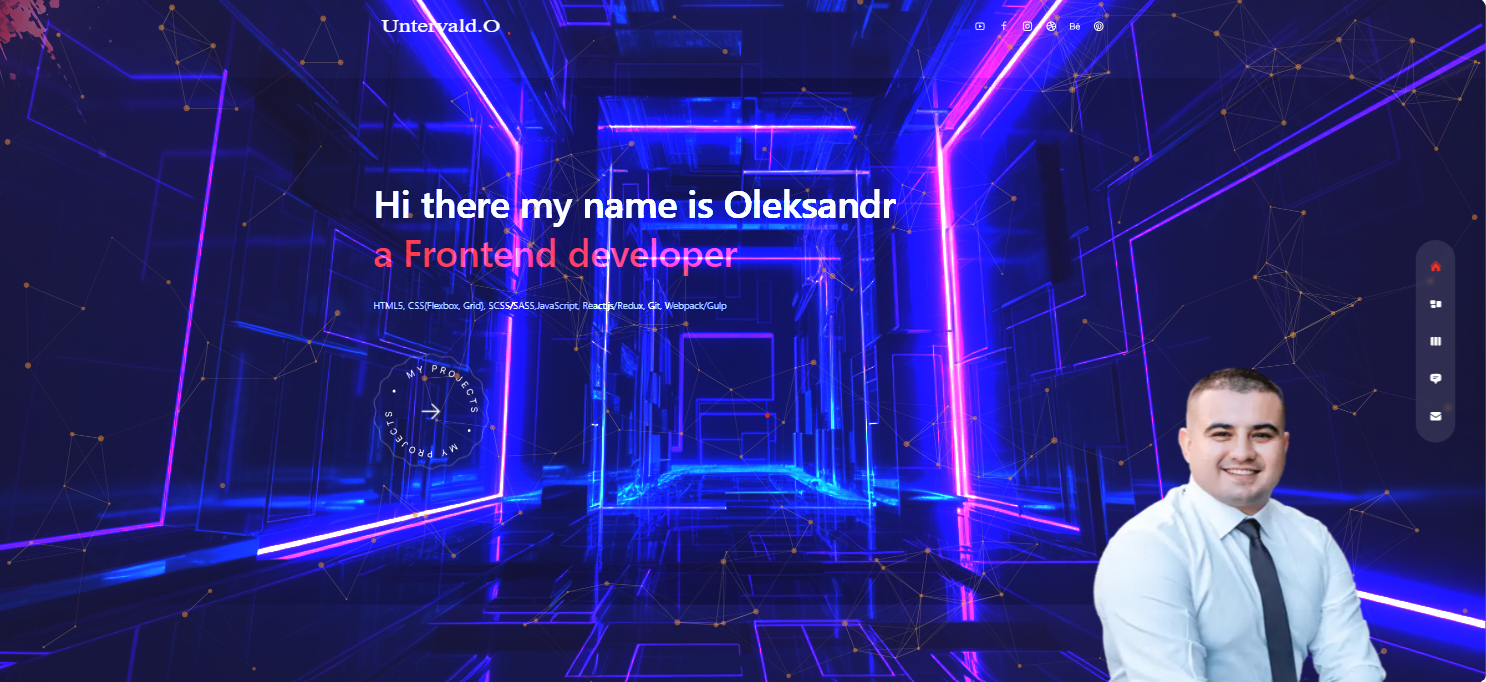 Untervald.O
Bē
Hi there my name is Oleksandr
a Frontend developer
HTML5, CSS(Flexbox, Grid), SCSS/SASS,JavaScript, Reactjs/Redux, Git, Webpack/Gulp
• MY PROJECTS • MY PROJECTS